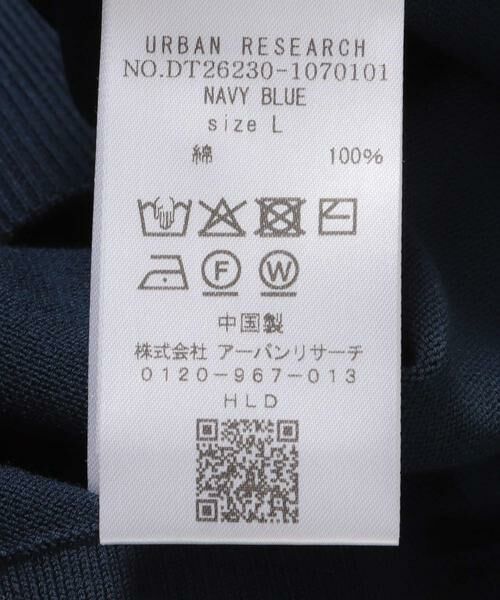 URBAN RESEARCH
NO.DT26230-1070101
NAVY BLUE
size L
綿 100%
F W
中国製
株式会社 アーバンリサーチ
0120-967-013
HLD